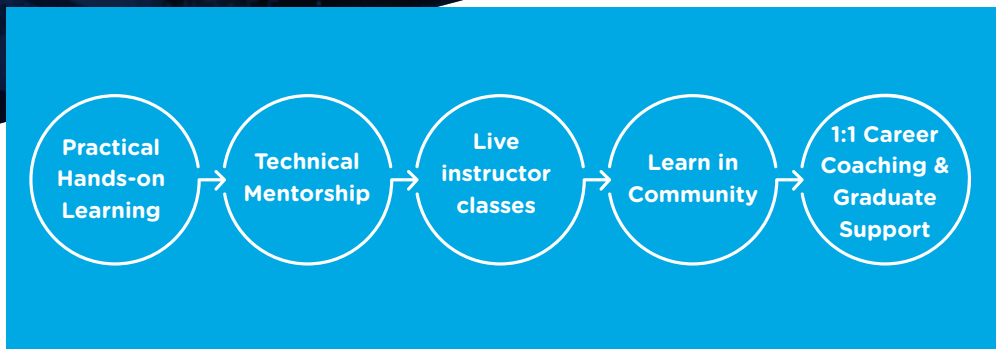 Practical
Hands-on
Learning
Technical
Mentorship
Live
instructor
classes
Learn in
Community
1:1 Career
Coaching &
Graduate
Support